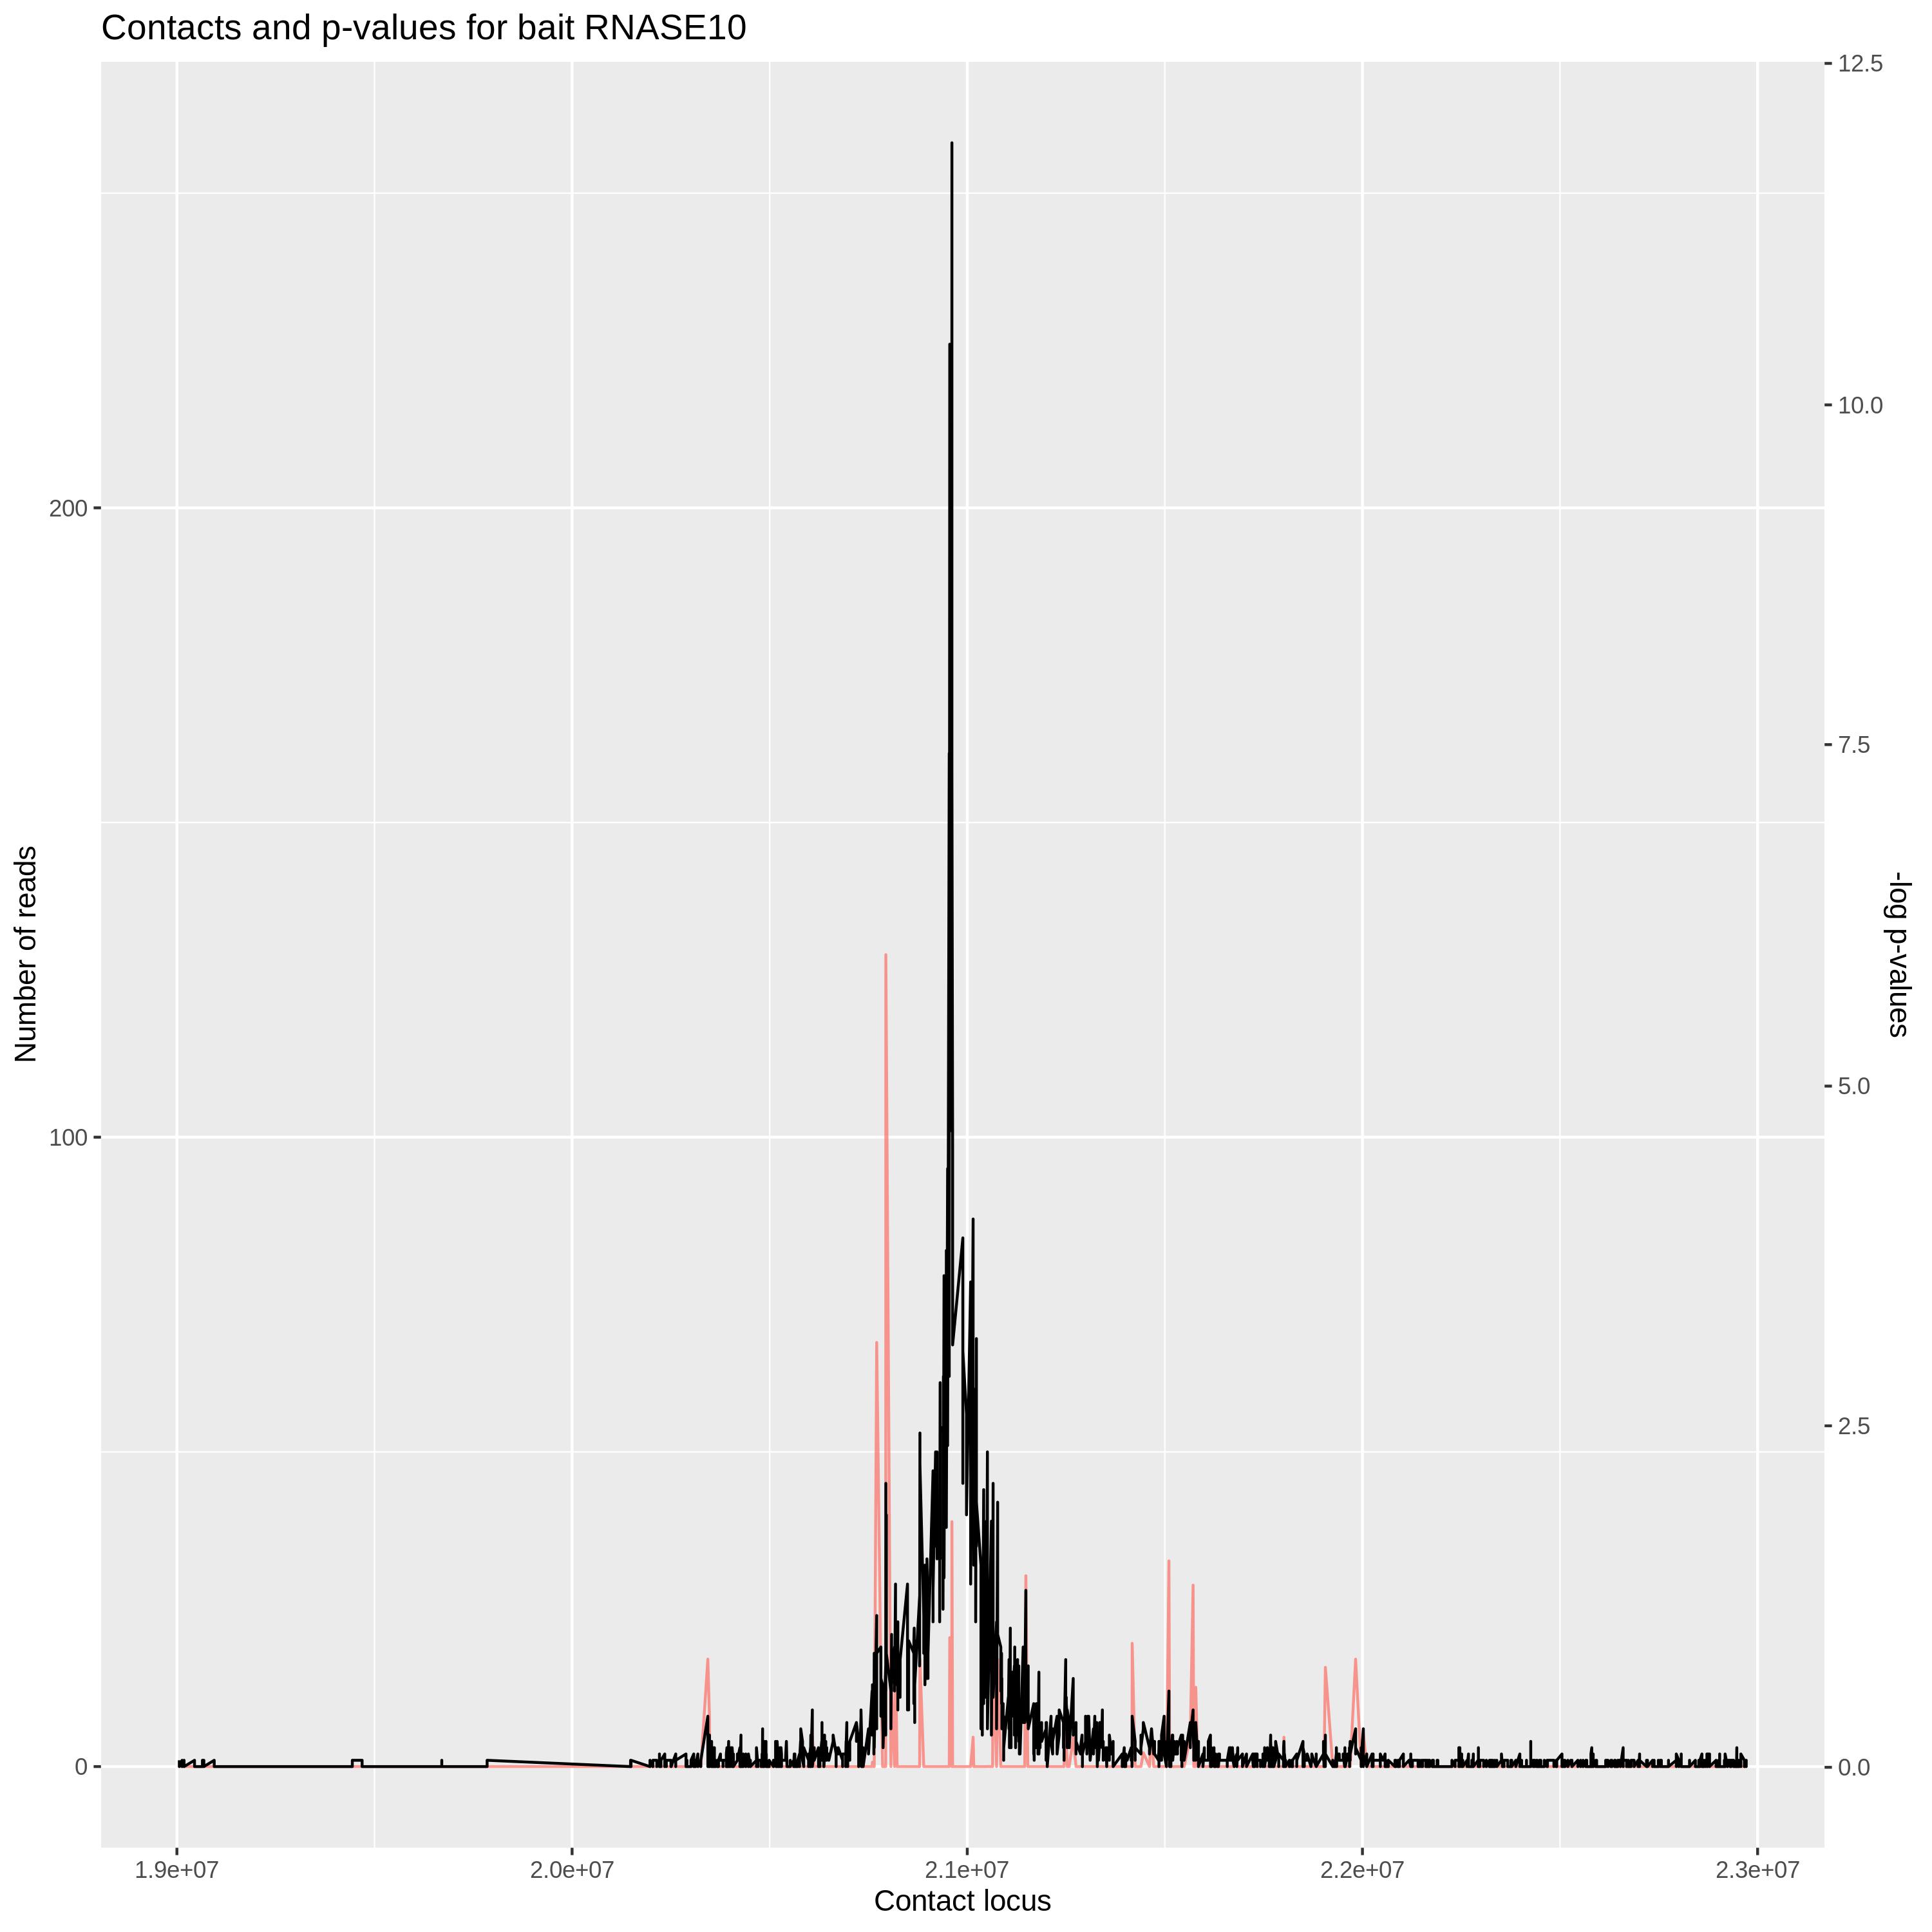 Contacts and p-values for bait RNASE10
12.5
10.0
200
7.5
Number of reads
-log p-values
5.0
100
2.5
0
0.0
1.9e+07 2.0e+07 2.1e+07 2.2e+07 2.3e+07
Contact locus